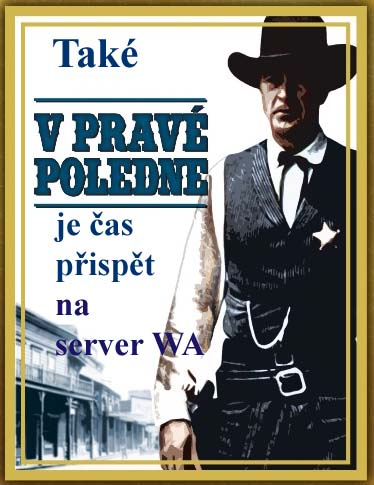 Také
V PRAVÉ
POLEDNE
je čas
přispět
na
server WA